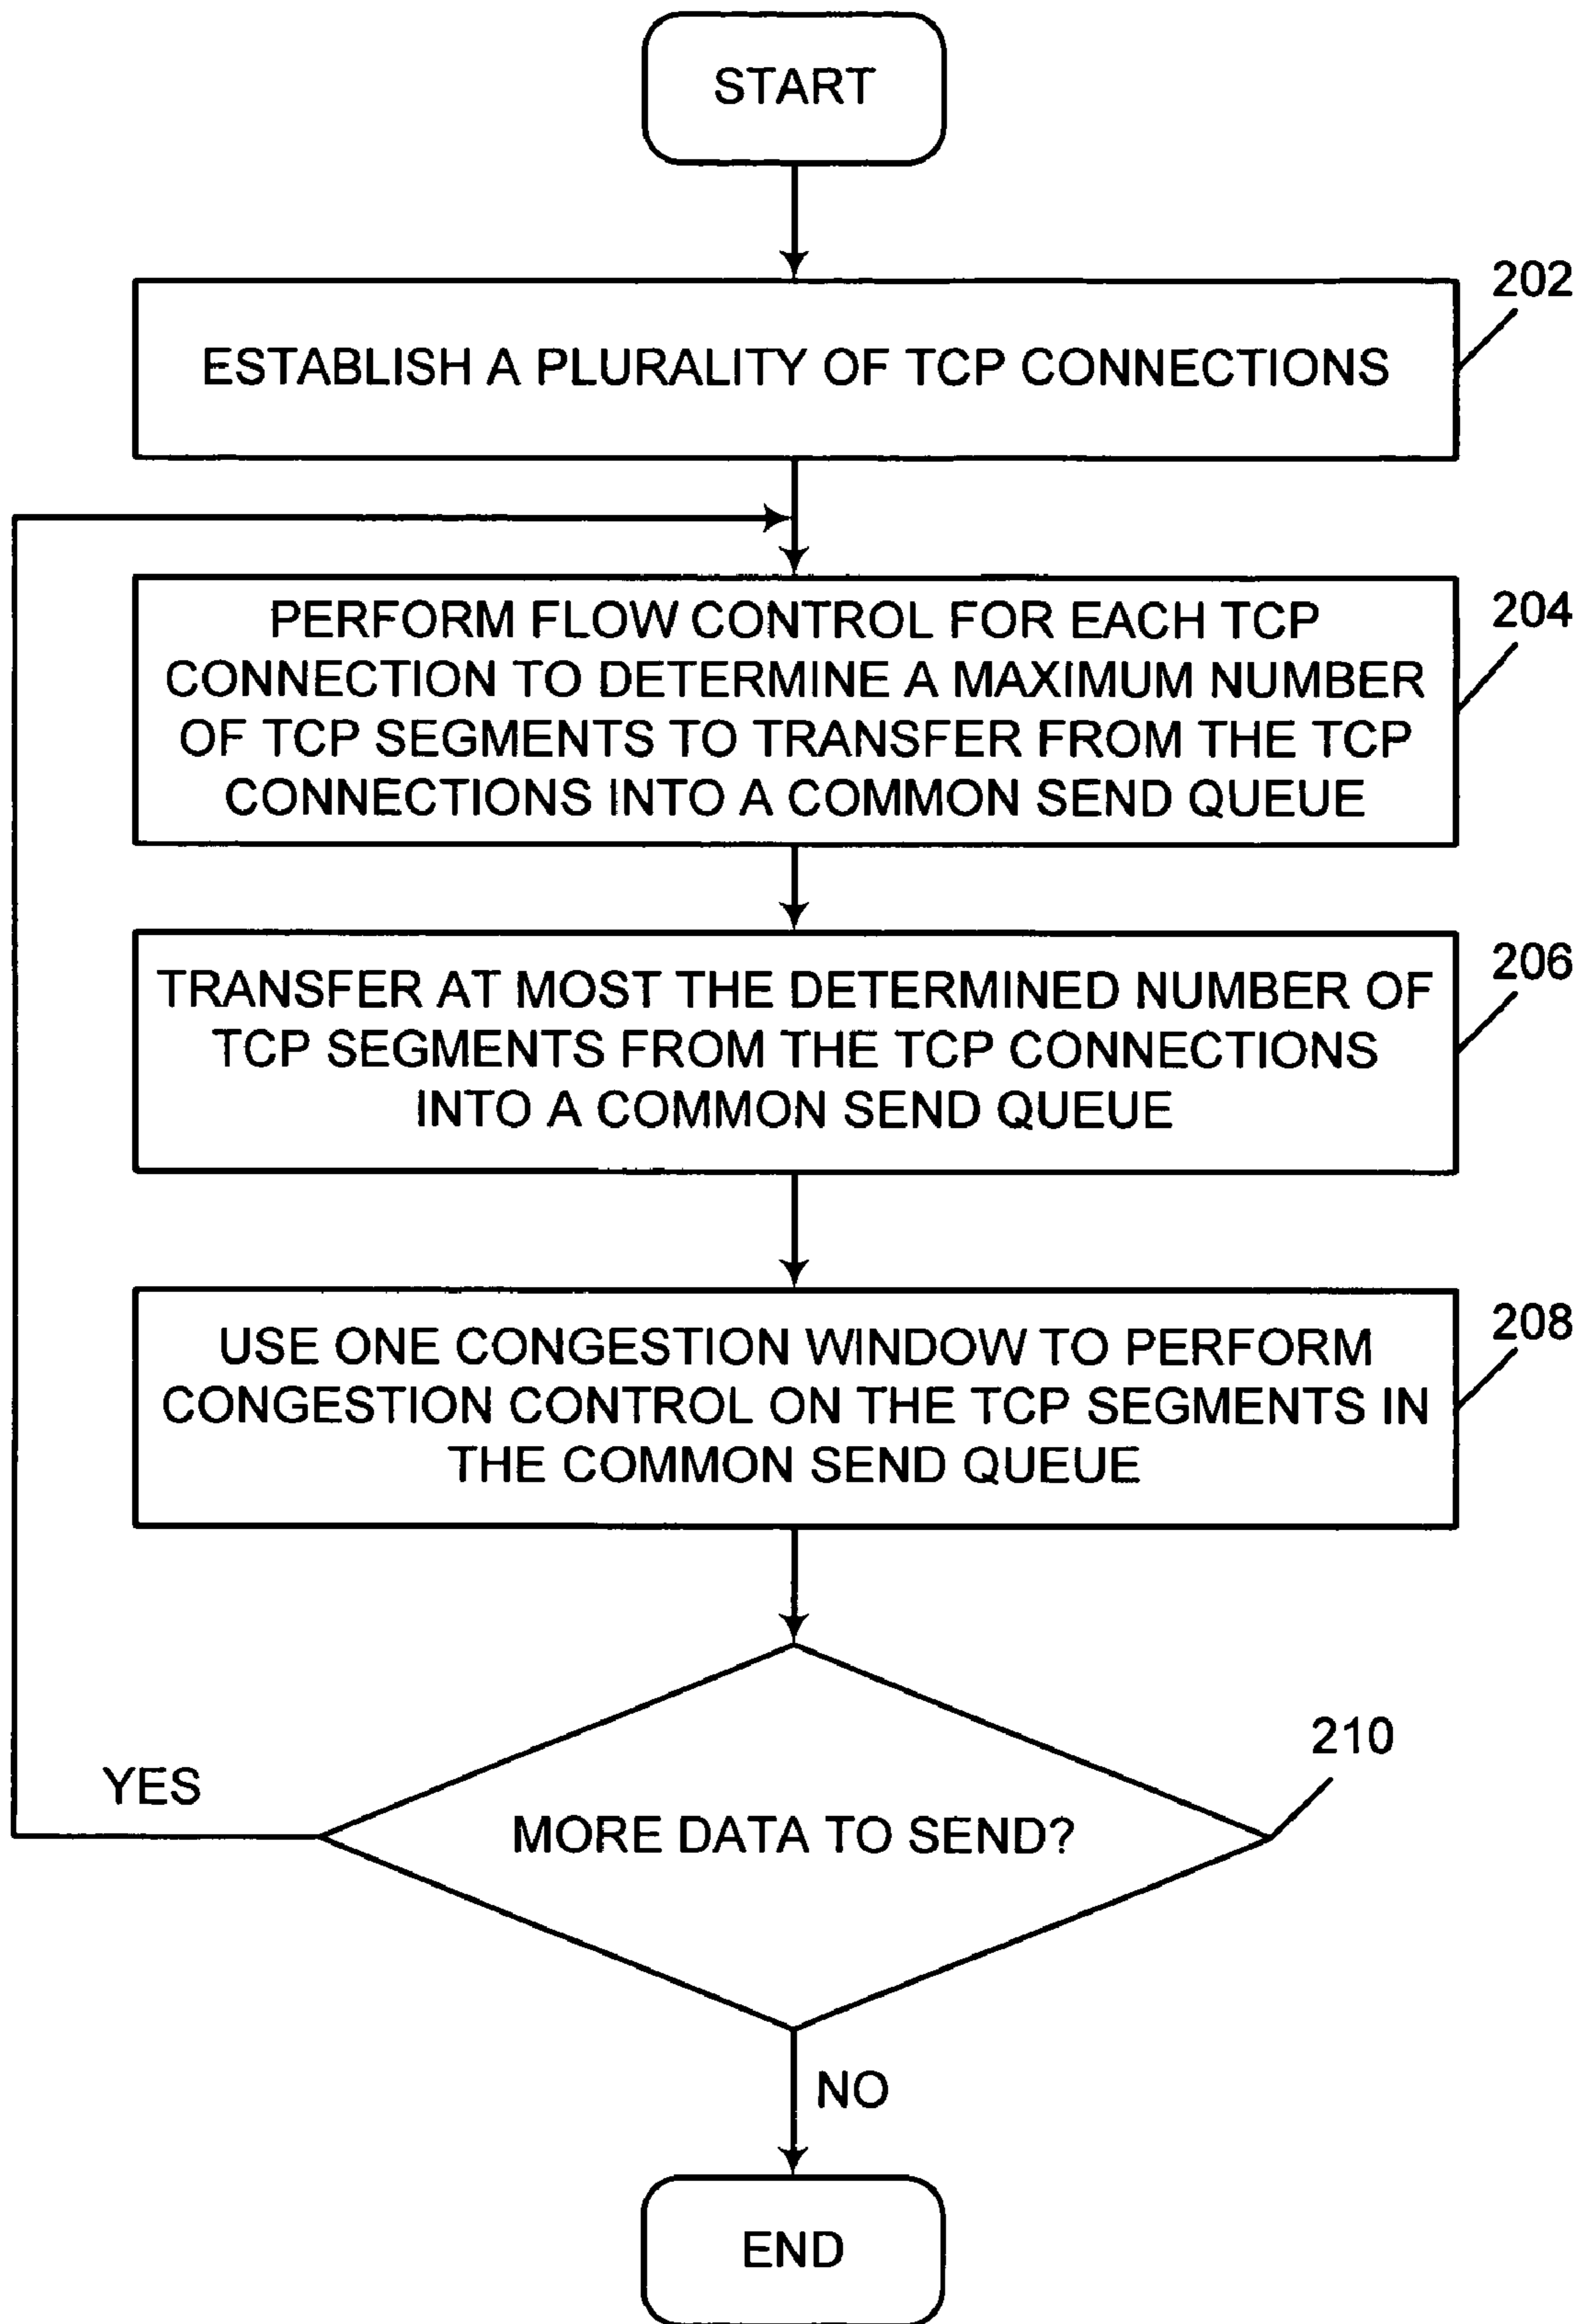 START
202
ESTABLISH A PLURALITY OF TCP CONNECTIONS
204
PERFORM FLOW CONTROL FOR EACH TCP
CONNECTION TO DETERMINE A MAXIMUM NUMBER
OF TCP SEGMENTS TO TRANSFER FROM THE TCP
CONNECTIONS INTO A COMMON SEND QUEUE
206
TRANSFER AT MOST THE DETERMINED NUMBER OF
TCP SEGMENTS FROM THE TCP CONNECTIONS
INTO A COMMON SEND QUEUE
208
USE ONE CONGESTION WINDOW TO PERFORM
CONGESTION CONTROL ON THE TCP SEGMENTS IN
THE COMMON SEND QUEUE
210
YES
MORE DATA TO SEND?
NO
END